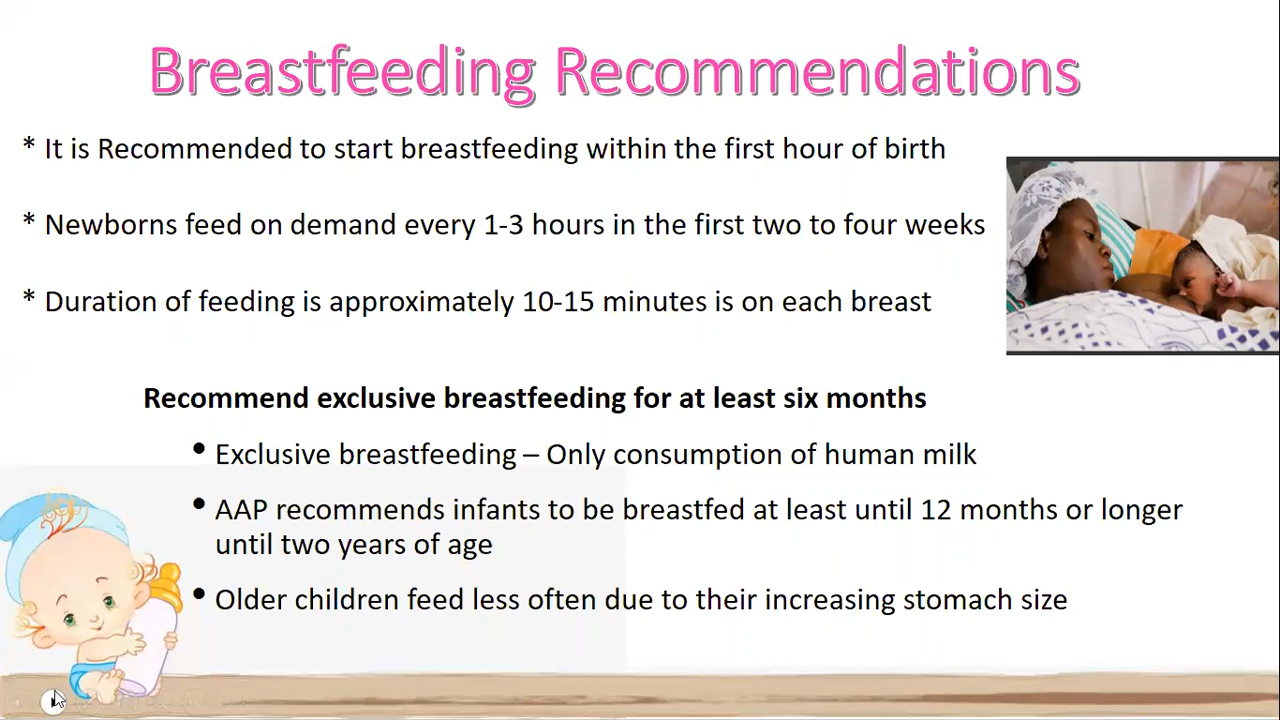 Breastfeeding Recommendations
* It is Recommended to start breastfeeding within the first hour of birth
* Newborns feed on demand every 1-3 hours in the first two to four weeks
* Duration of feeding is approximately 10-15 minutes is on each breast
Recommend exclusive breastfeeding for at least six months
• Exclusive breastfeeding – Only consumption of human milk
• AAP recommends infants to be breastfed at least until 12 months or longer
until two years of age
• Older children feed less often due to their increasing stomach size